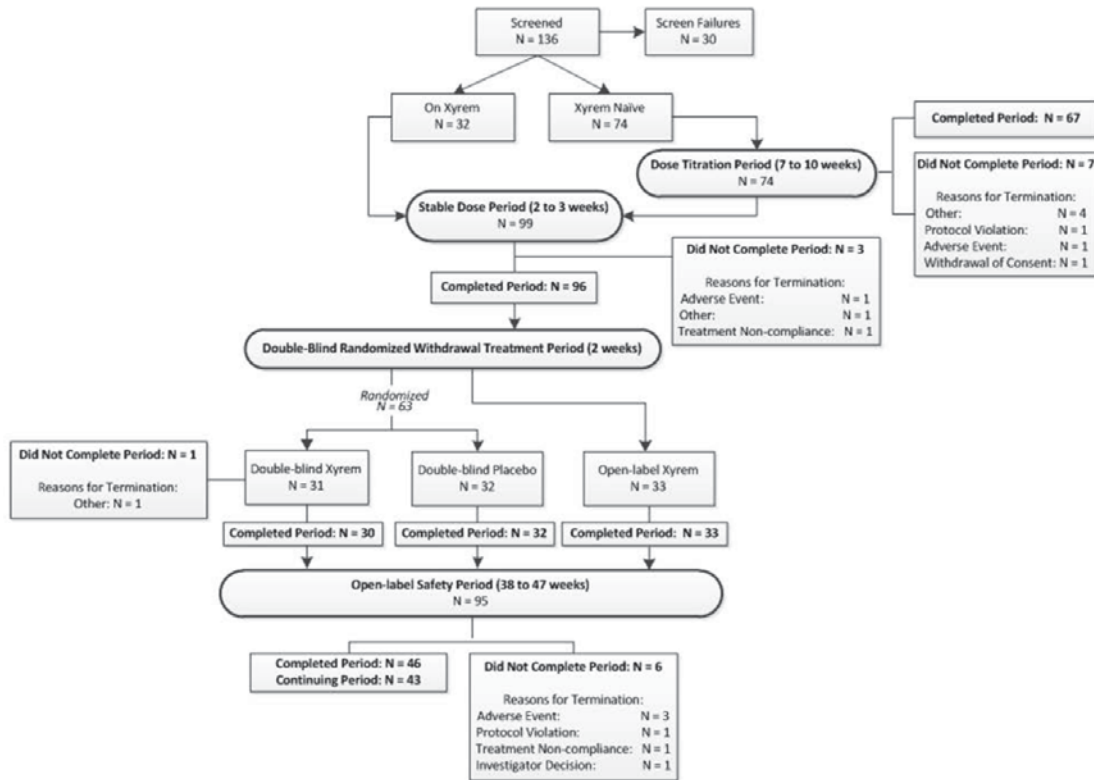 Screened
N = 136
Screen Failures
N = 30
On Xyrem
N = 32
Xyrem Naïve
N = 74
Completed Period: N = 67
Dose Titration Period (7 to 10 weeks)
N = 74
Did Not Complete Period: N = 7
Reasons for Termination:
Other: N = 4
Protocol Violation: N = 1
Adverse Event: N = 1
Withdrawal of Consent: N = 1
Stable Dose Period (2 to 3 weeks)
N = 99
Did Not Complete Period: N = 3
Reasons for Termination:
Adverse Event: N = 1
Other: N = 1
Treatment Non-compliance: N = 1
Completed Period: N = 96
Double-Blind Randomized Withdrawal Treatment Period (2 weeks)
Randomized
N = 63
Did Not Complete Period: N = 1
Reasons for Termination:
Other: N = 1
Double-blind Xyrem
N = 31
Double-blind Placebo
N = 32
Open-label Xyrem
N = 33
Completed Period: N = 30
Completed Period: N = 32
Completed Period: N = 33
Open-label Safety Period (38 to 47 weeks)
N = 95
Completed Period: N = 46
Continuing Period: N = 43
Did Not Complete Period: N = 6
Reasons for Termination:
Adverse Event: N = 3
Protocol Violation: N = 1
Treatment Non-compliance: N = 1
Investigator Decision: N = 1